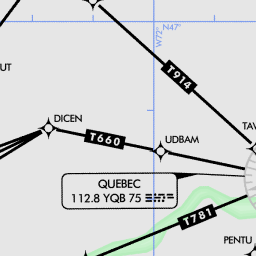 N47°
W72°
T914
UT
DICEN
T660
UDBAM
TAV
QUEBEC
112.8 YQB 75
T781
PENTU